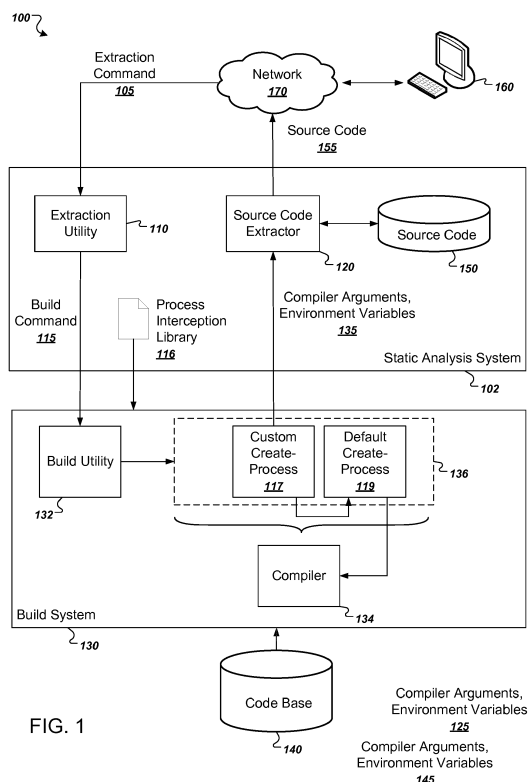 100
Extraction
Command
105
Network
170
160
Source Code
155
Extraction
Utility
110
Source Code
Extractor
120
Source Code
150
Build
Command
115
Process
Interception
Library
116
Compiler Arguments,
Environment Variables
135
Static Analysis System
102
Build Utility
132
Custom
Create-
Process
117
Default
Create-
Process
119
136
Compiler
134
Build System
130
Code Base
140
FIG. 1
Compiler Arguments,
Environment Variables
125
Compiler Arguments,
Environment Variables
145